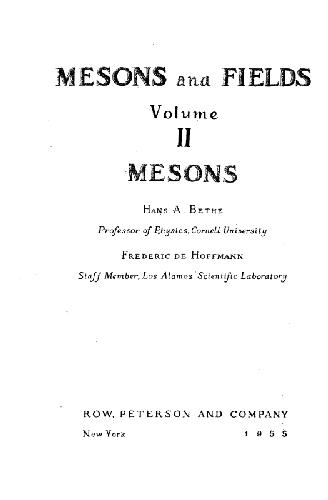 MESONS and FIELDS
Volume
II
MESONS
HANS A. BETHE
Professor of Physics, Cornell University
FREDERIC DE HOFFMANN
Staff Member, Los Alamos Scientific Laboratory
ROW, PETERSON AND COMPANY
New York 1955